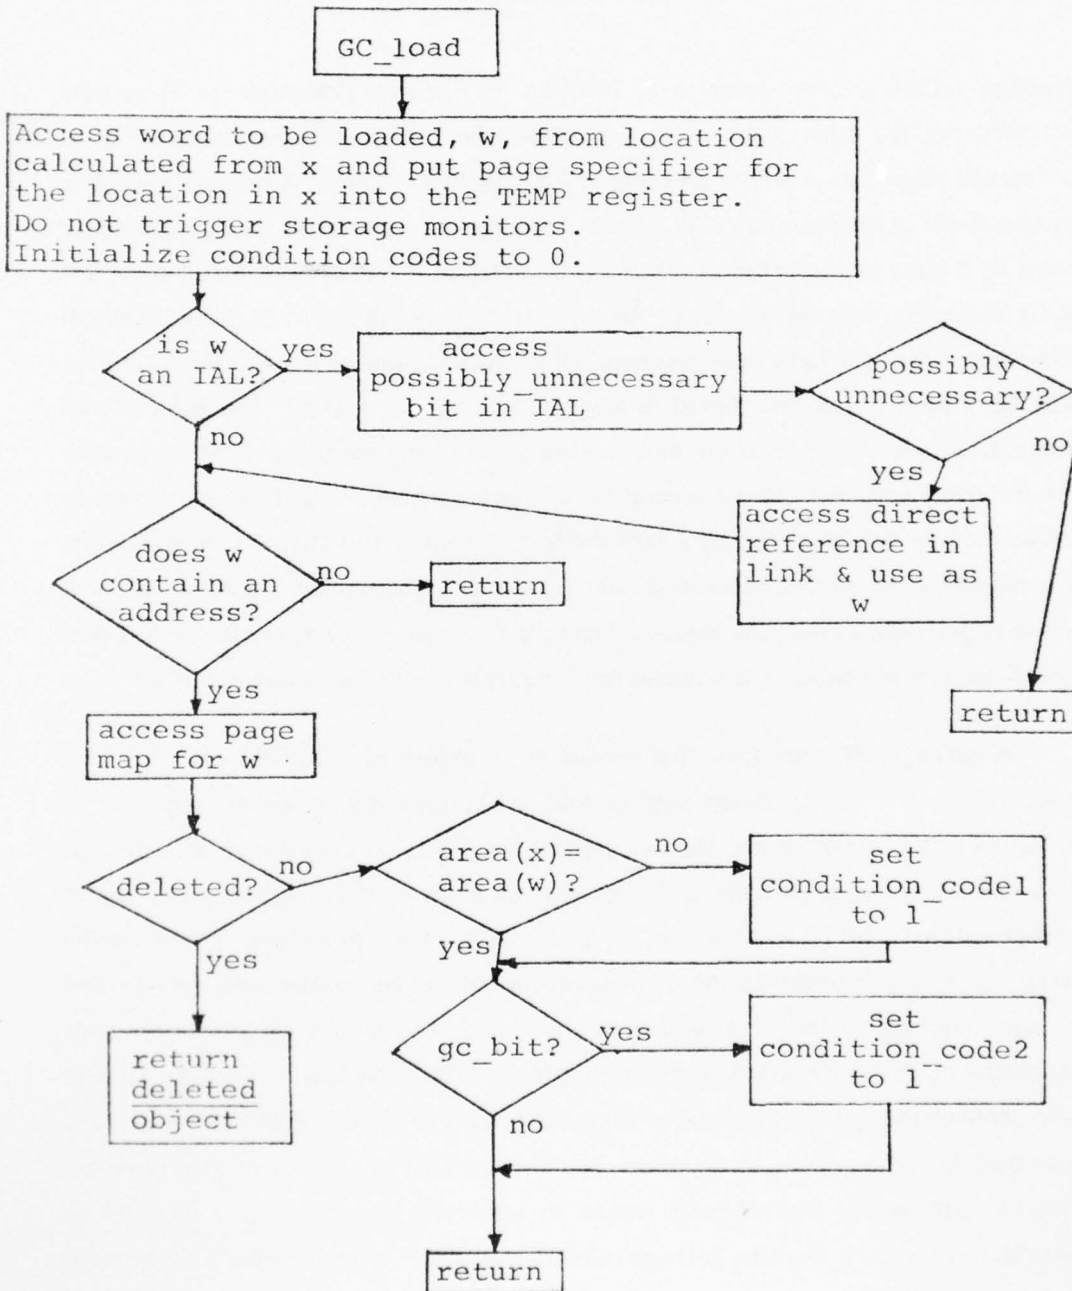 GC_load
Access word to be loaded, w, from location
calculated from x and put page specifier for
the location in x into the TEMP register.
Do not trigger storage monitors.
Initialize condition codes to 0.
is w
an IAL?
yes
access
possibly_unnecessary
bit in IAL
possibly
unnecessary?
no
no
yes
access direct
reference in
link & use as
w
does w
contain an
address?
no
return
return
yes
access page
map for w
deleted?
no
area(x)=
area(w)?
no
set
condition_code1
to 1
yes
yes
gc_bit?
yes
set
condition_code2
to 1
return
deleted
object
no
return